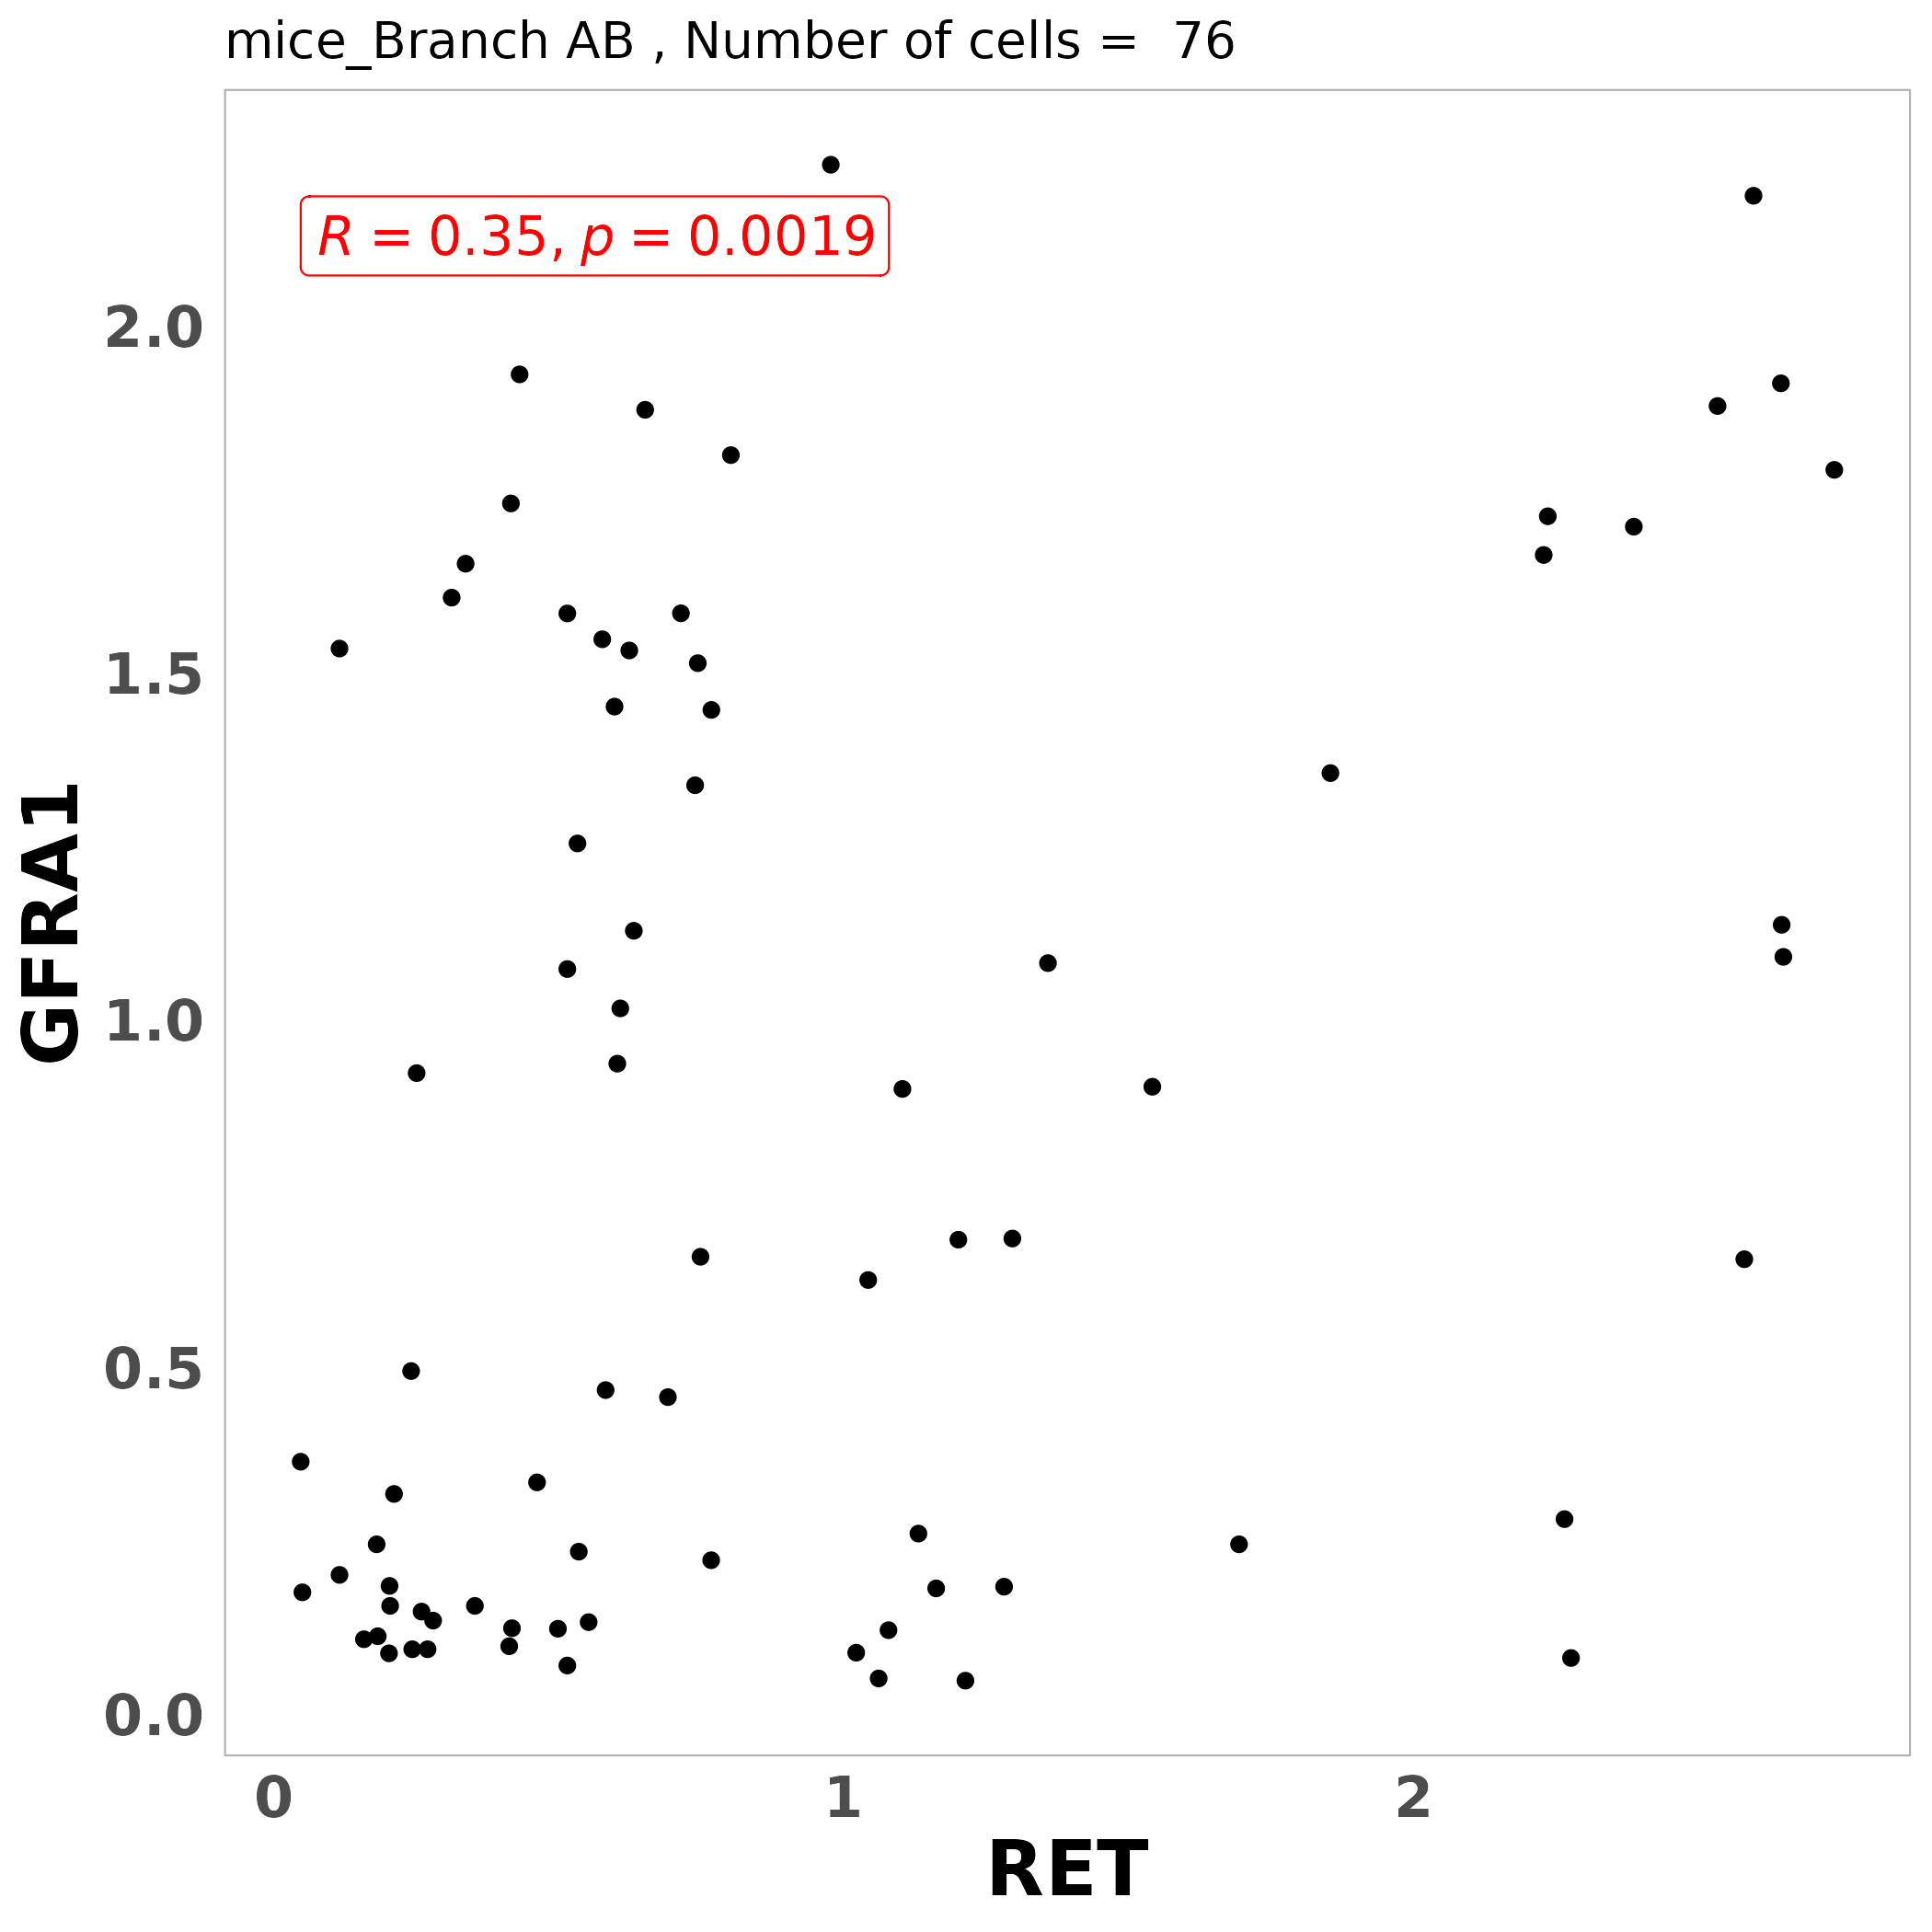 mice_Branch AB , Number of cells =  76
R = 0.35, p = 0.0019
2.0
1.5
1.0
0.5
0.0
GFRA1
0 1 2
RET